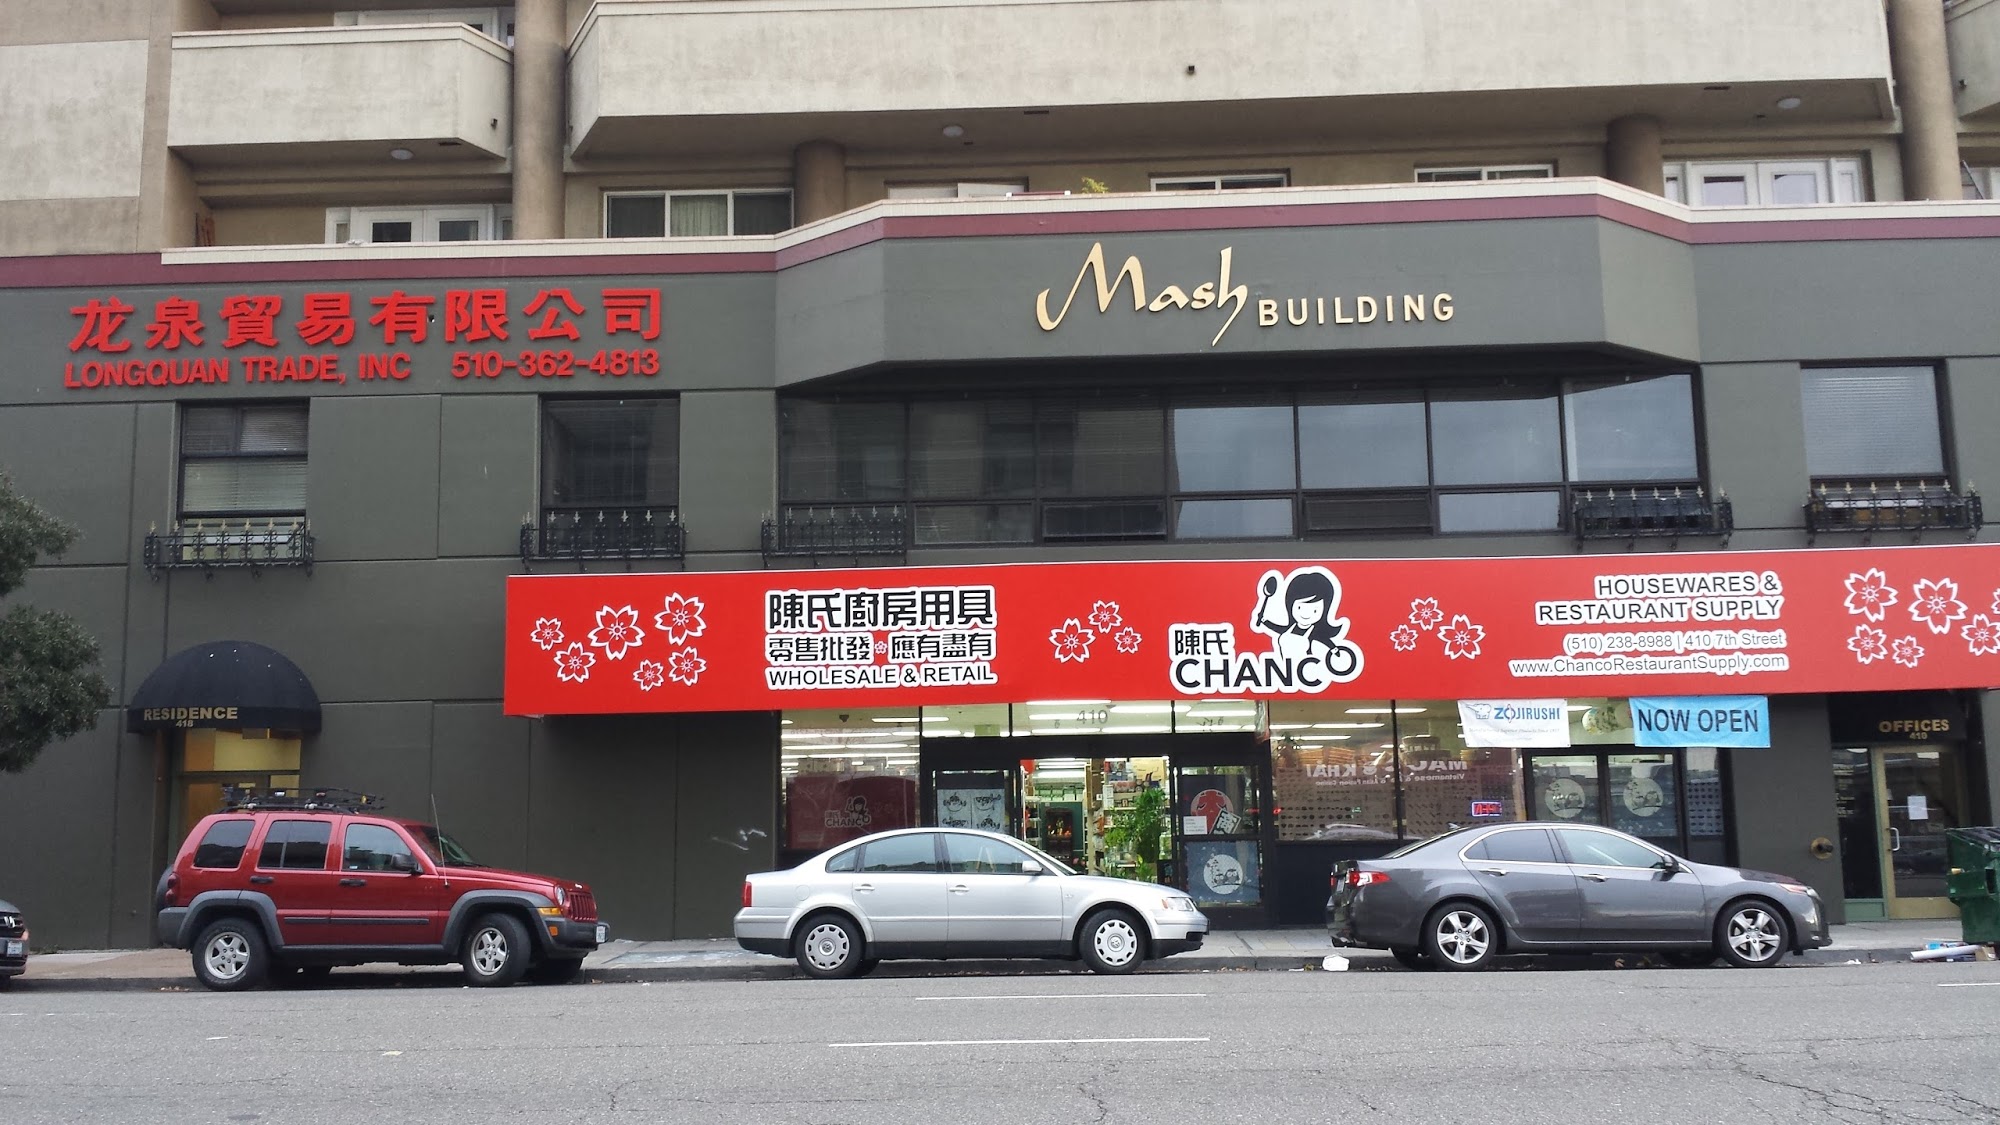 龙泉貿易有限公司
LONGQUAN TRADE, INC 510-362-4813
Mash BUILDING
陳氏廚房用具
零售批發 應有盡有
WHOLESALE & RETAIL
陳氏
CHANCO
HOUSEWARES &
RESTAURANT SUPPLY
(510) 238-8988 | 410 7th Street
www.ChancoRestaurantSupply.com
RESIDENCE
418
410
ZOJIRUSHI
NOW OPEN
OFFICES
410
CHANCO